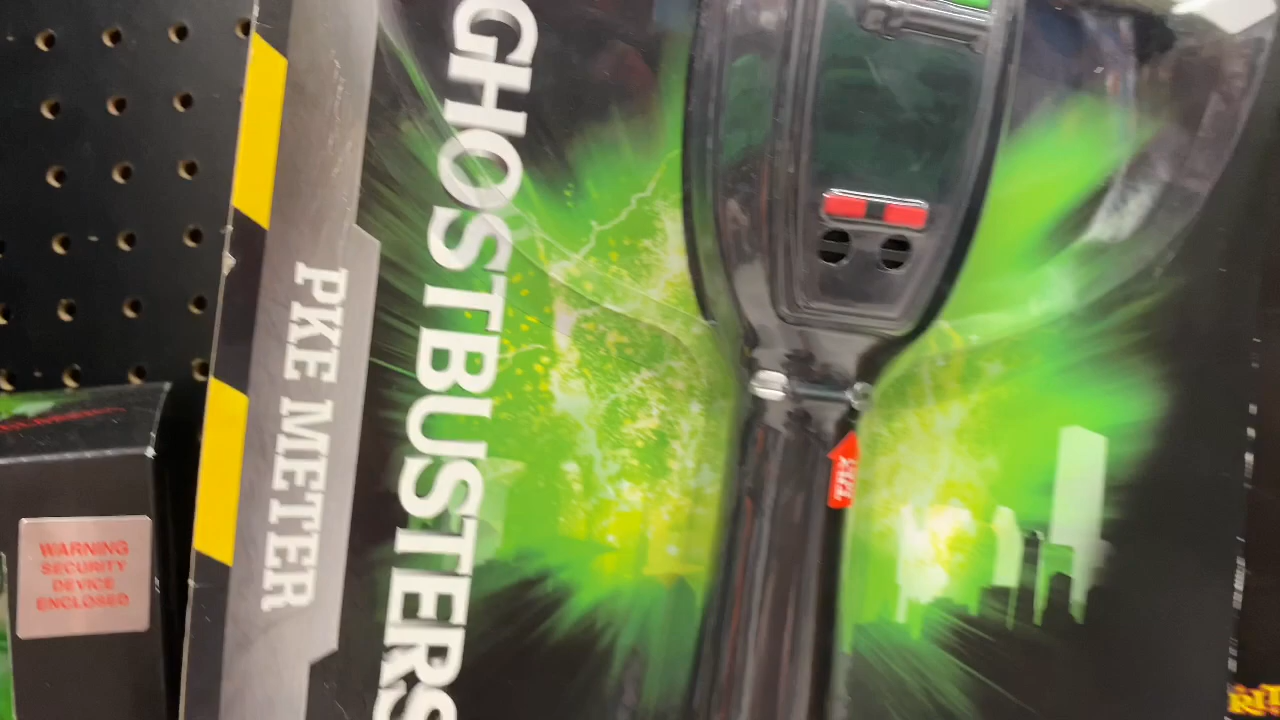 GHOSTBUSTERS
PKE METER
WARNING
SECURITY
DEVICE
ENCLOSED